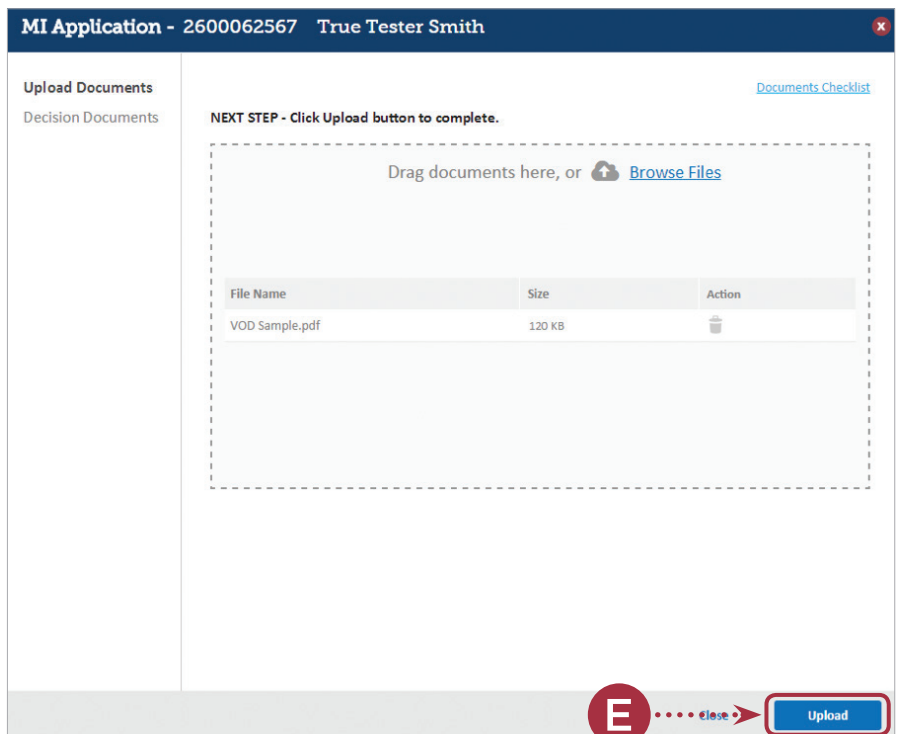 MI Application - 2600062567 True Tester Smith
x
Upload Documents
Decision Documents
Documents Checklist
NEXT STEP - Click Upload button to complete.
Drag documents here, or Browse Files
File Name Size Action
VOD Sample.pdf 120 KB
E Close Upload